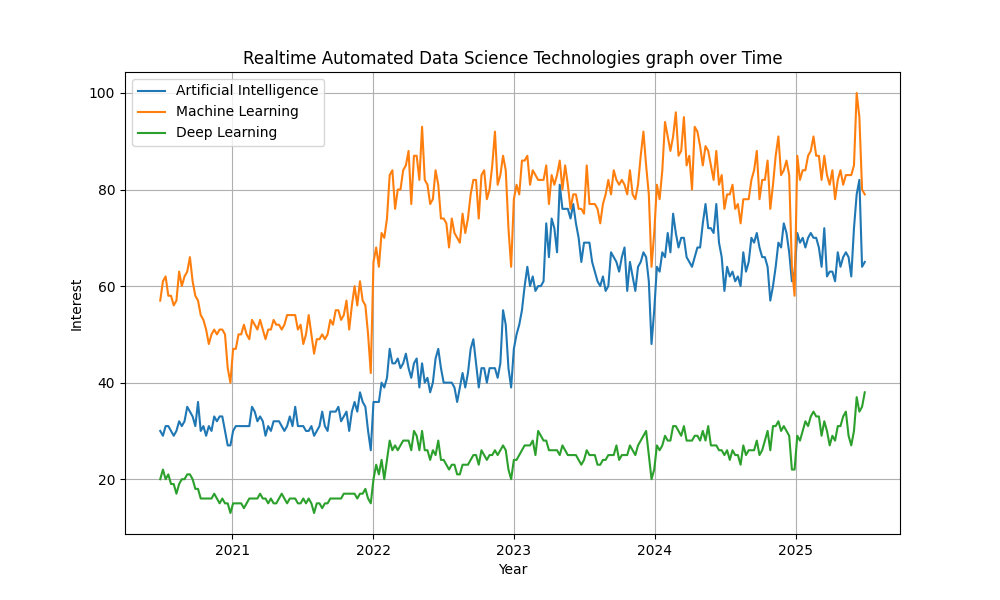 Realtime Automated Data Science Technologies graph over Time
Artificial Intelligence
Machine Learning
Deep Learning
100
80
60
40
20
Interest
2021 2022 2023 2024 2025
Year